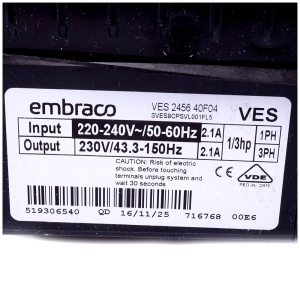 embraco VES 2456 40F04
SVES9CPSVL001FL5 VES
Input 220-240V~/50-60Hz 2.1A 1/3hp 1PH
Output 230V/43.3-150Hz 2.1A 3PH
CAUTION: Risk of electric
shock. Before touching
terminals unplug system and
wait 30 seconds.
VDE
519306540 QD 16/11/25 716768 00E6